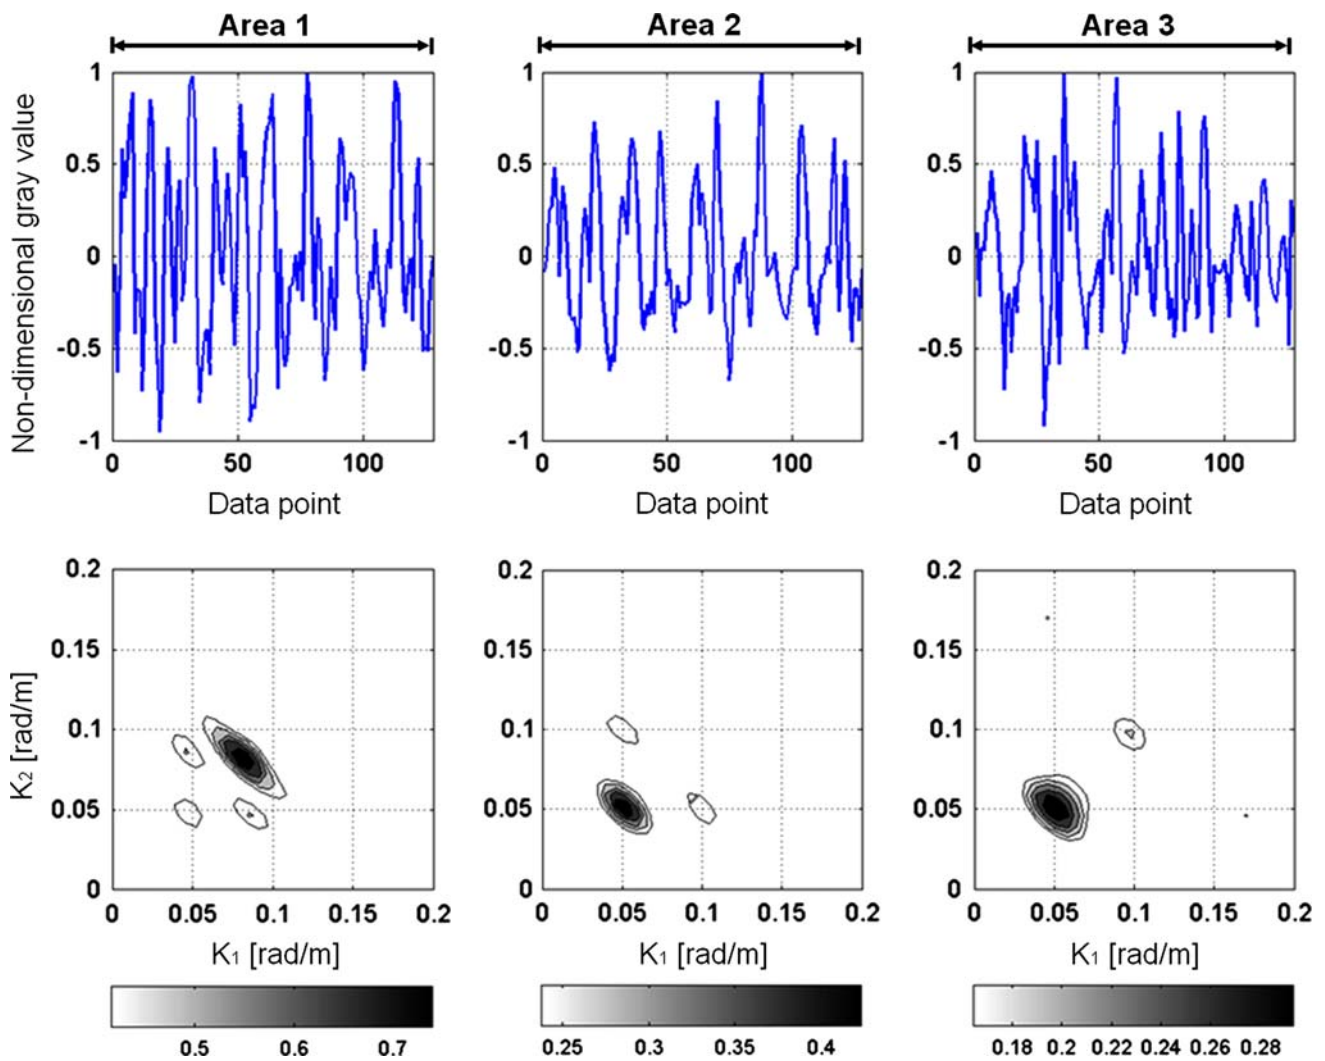 Area 1
Area 2
Area 3
Non-dimensional gray value
1
0.5
0
-0.5
-1
0 50 100
Data point
1
0.5
0
-0.5
-1
0 50 100
Data point
1
0.5
0
-0.5
-1
0 50 100
Data point
K2 [rad/m]
0.2
0.15
0.1
0.05
0
0 0.05 0.1 0.15 0.2
K1 [rad/m]
0.2
0.15
0.1
0.05
0
0 0.05 0.1 0.15 0.2
K1 [rad/m]
0.2
0.15
0.1
0.05
0
0 0.05 0.1 0.15 0.2
K1 [rad/m]
0.5 0.6 0.7
0.25 0.3 0.35 0.4
0.18 0.2 0.22 0.24 0.26 0.28